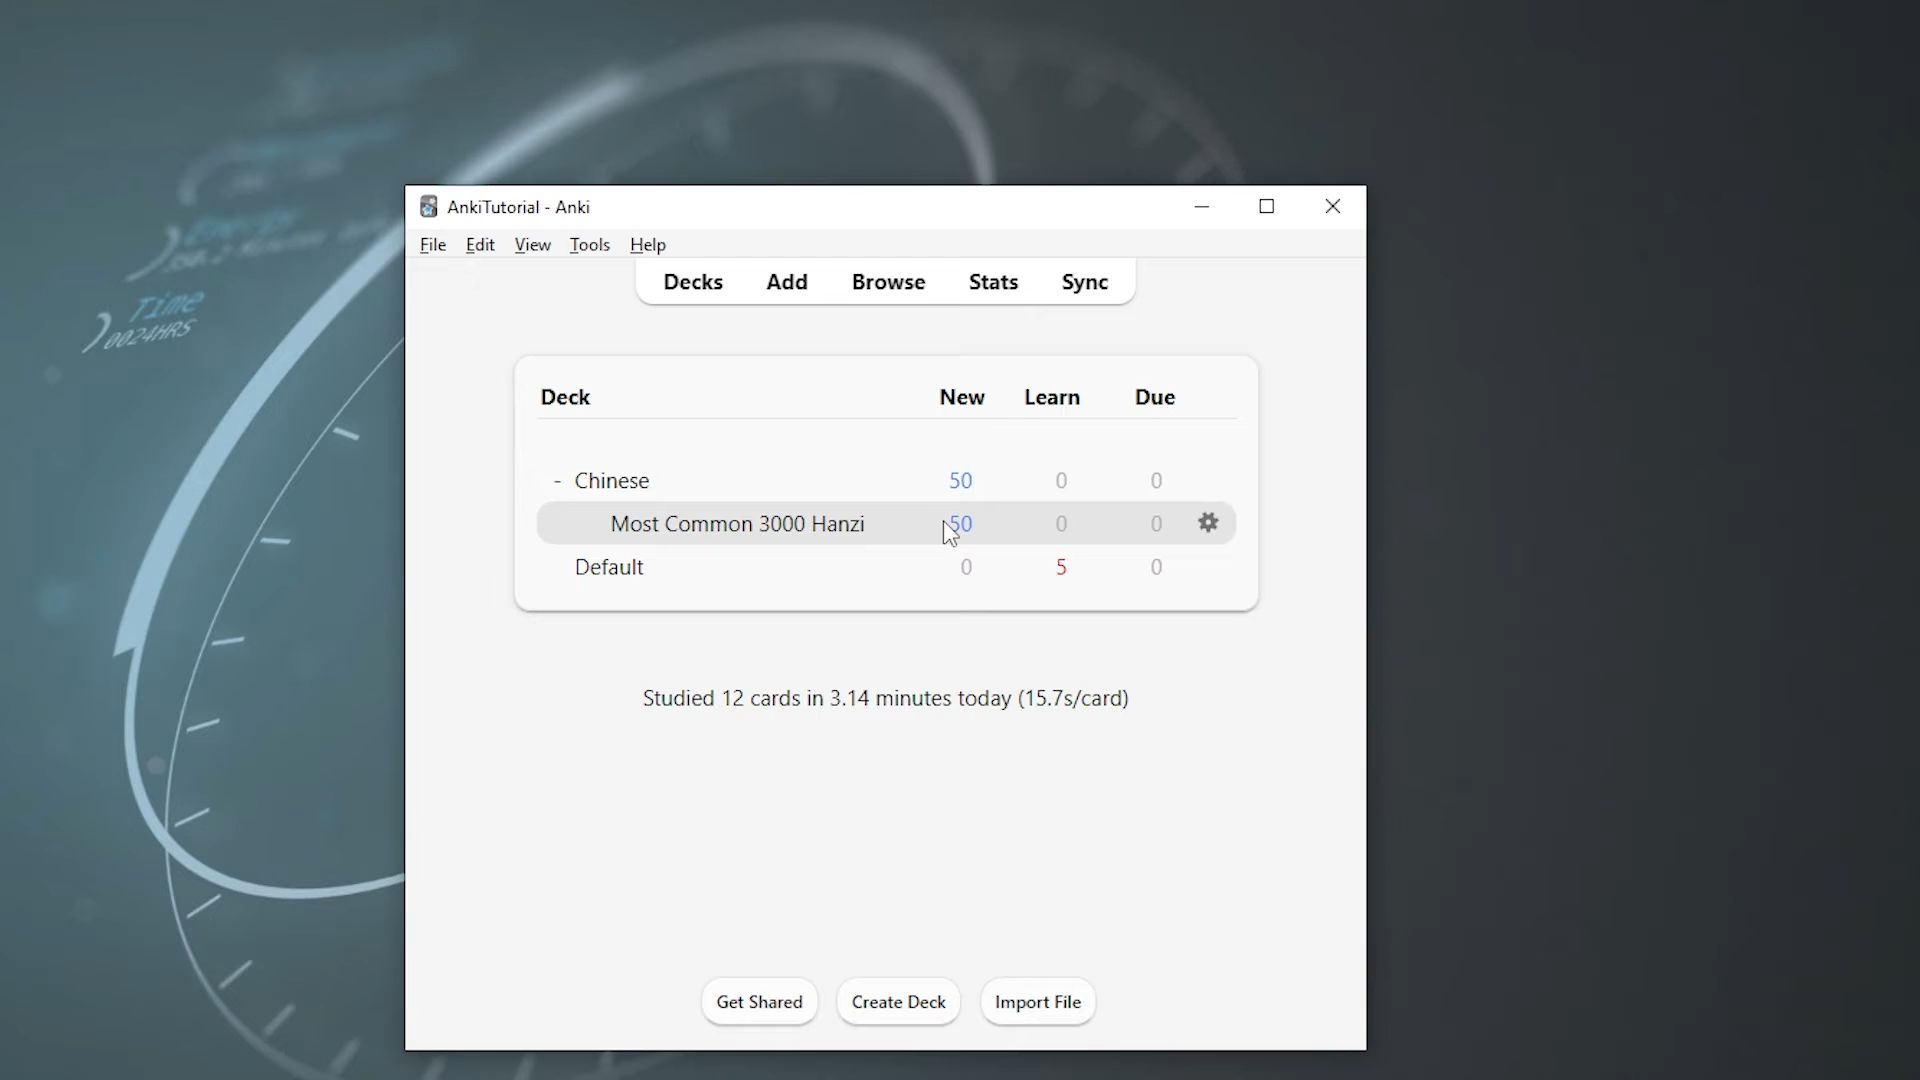 AnkiTutorial - Anki
File Edit View Tools Help
Decks Add Browse Stats Sync
Deck New Learn Due
- Chinese 50 0 0
Most Common 3000 Hanzi 50 0 0
Default 0 5 0
Studied 12 cards in 3.14 minutes today (15.7s/card)
Get Shared Create Deck Import File
Time
0024HRS